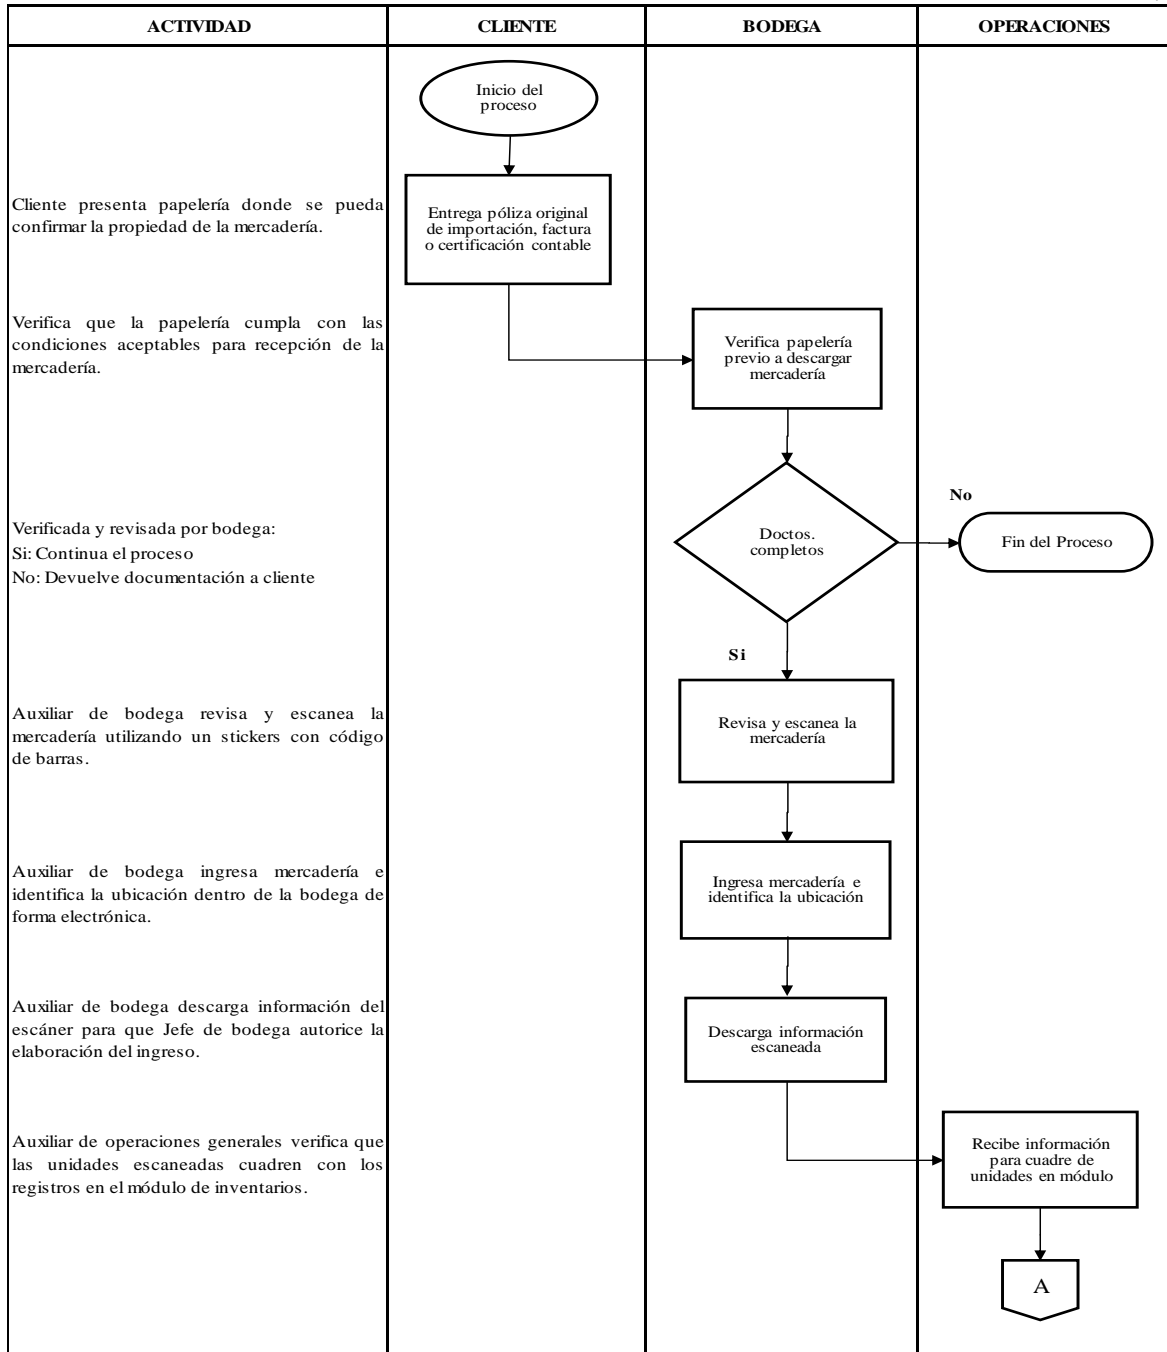 ACTIVIDAD
CLIENTE
BODEGA
OPERACIONES
Inicio del
proceso
Cliente presenta papelería donde se pueda
confirmar la propiedad de la mercadería.
Entrega póliza original
de importación, factura
o certificación contable
Verifica que la papelería cumpla con las
condiciones aceptables para recepción de la
mercadería.
Verifica papelería
previo a descargar
mercadería
Verificada y revisada por bodega:
Si: Continua el proceso
No: Devuelve documentación a cliente
Doctos.
completos
No
Fin del Proceso
Si
Auxiliar de bodega revisa y escanea la
mercadería utilizando un stickers con código
de barras.
Revisa y escanea la
mercadería
Auxiliar de bodega ingresa mercadería e
identifica la ubicación dentro de la bodega de
forma electrónica.
Ingresa mercadería e
identifica la ubicación
Auxiliar de bodega descarga información del
escáner para que Jefe de bodega autorice la
elaboración del ingreso.
Descarga información
escaneada
Auxiliar de operaciones generales verifica que
las unidades escaneadas cuadren con los
registros en el módulo de inventarios.
Recibe información
para cuadre de
unidades en módulo
A